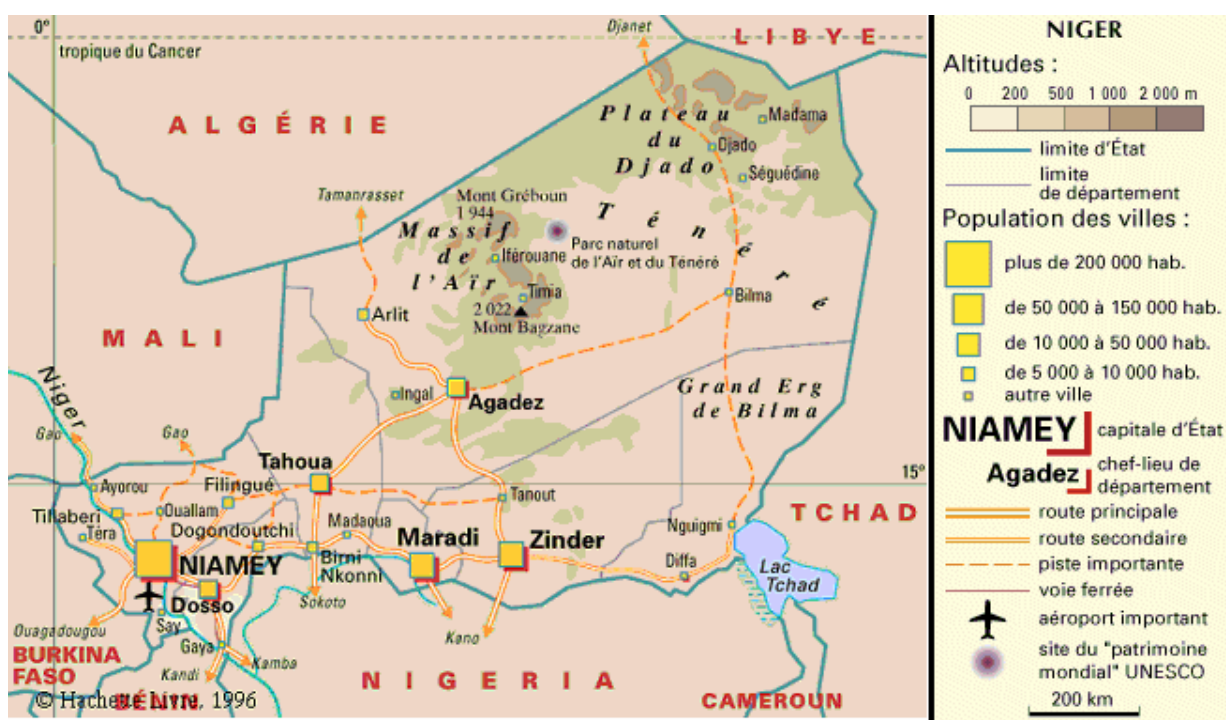 0°
tropique du Cancer
Djanet
LIBYE
ALGÉRIE
Plateau
du
Djado
Madama
Djado
Séguédine
Tamanrasset
Mont Gréboun
1 944
Massif
de
l'Aïr
Iférouane
Parc naturel
de l'Aïr et du Ténéré
Ténéré
Timia
2 022
Mont Bagzane
Bilma
Arlit
MALI
Niger
Ingal
Agadez
Grand Erg
de Bilma
Gao
Gao
Tahoua
15°
Ayorou
Filingué
Tanout
Tillaberi
Ouallam
Téra
Dogondoutchi
Madaoua
Maradi
Zinder
Nguigmi
TCHAD
NIAMEY
Birni
Nkonni
Diffa
Lac
Tchad
Dosso
Sokoto
Say
Ouagadougou
Gaya
Kano
BURKINA
FASO
Kandi
Kamba
NIGERIA
CAMEROUN
BÉNIN
© Hachette Livre, 1996
NIGER
Altitudes :
0 200 500 1 000 2 000 m
limite d'État
limite
de département
Population des villes :
plus de 200 000 hab.
de 50 000 à 150 000 hab.
de 10 000 à 50 000 hab.
de 5 000 à 10 000 hab.
autre ville
NIAMEY capitale d'État
Agadez chef-lieu de
département
route principale
route secondaire
piste importante
voie ferrée
aéroport important
site du "patrimoine
mondial" UNESCO
200 km